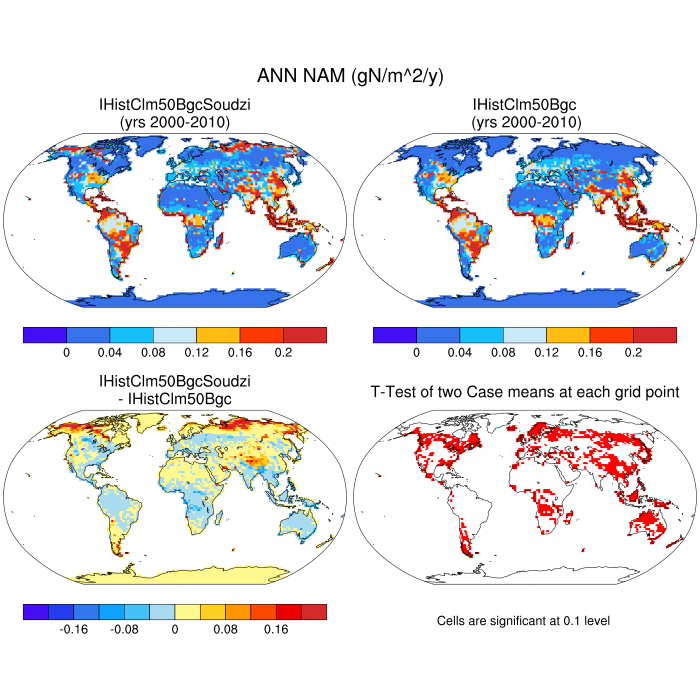 ANN NAM (gN/m^2/y)
IHistClm50BgcSoudzi
(yrs 2000-2010)
IHistClm50Bgc
(yrs 2000-2010)
0 0.04 0.08 0.12 0.16 0.2
0 0.04 0.08 0.12 0.16 0.2
IHistClm50BgcSoudzi
- IHistClm50Bgc
T-Test of two Case means at each grid point
-0.16 -0.08 0 0.08 0.16
Cells are significant at 0.1 level